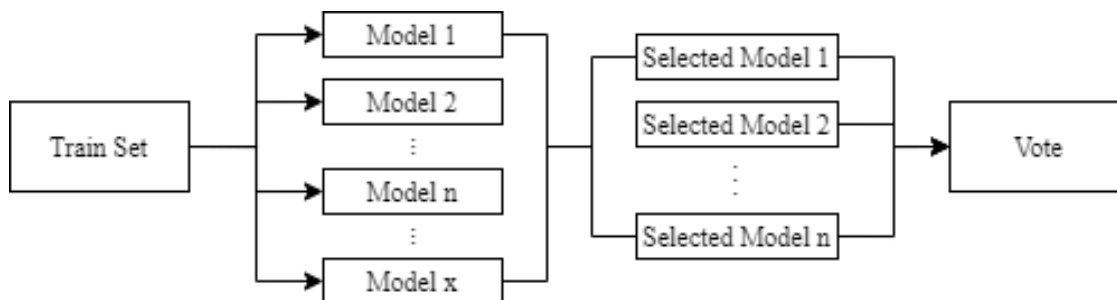 Train Set
Model 1
Model 2
⋮
Model n
⋮
Model x
Selected Model 1
Selected Model 2
⋮
Selected Model n
Vote